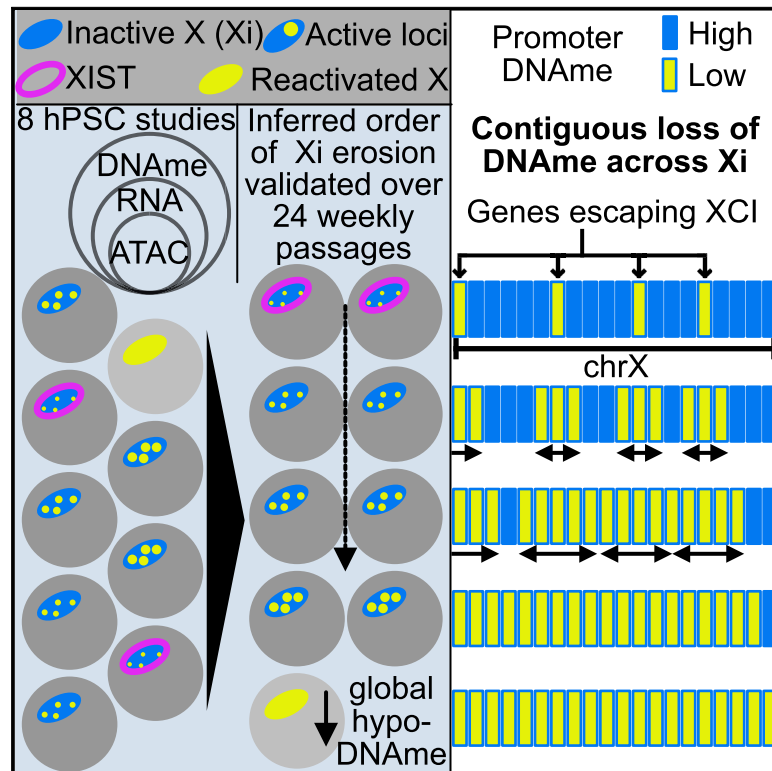 Inactive X (Xi)
Active loci
XIST
Reactivated X
8 hPSC studies
DNAme
RNA
ATAC
Inferred order
of Xi erosion
validated over
24 weekly
passages
global
hypo-
DNAme
Promoter
DNAme
High
Low
Contiguous loss of
DNAme across Xi
Genes escaping XCI
chrX